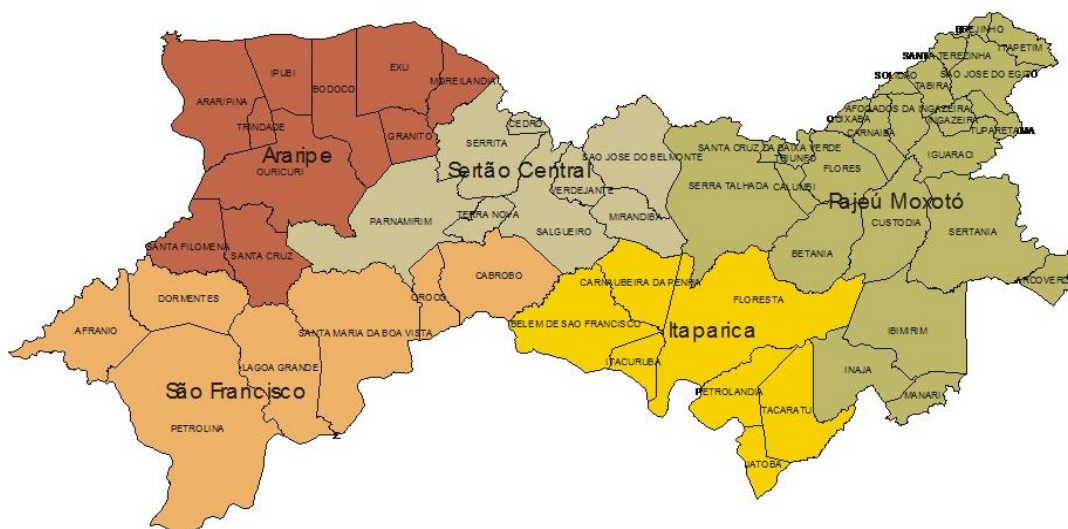 BREJINHO
ITAPETIM
SANTA TEREZINHA
SAO JOSE DO EGITO
SOLIDAO
TABIRA
IPUBI
EXU
BODOCO
MOREILANDIA
ARARIPINA
TRINDADE
GRANITO
Araripe
OURICURI
CEDRO
SERRITA
AFOGADOS DA INGAZEIRA
QUIXABA
INGAZEIRA
CARNAIBA
TUPARETAMA
IGUARACI
SANTA CRUZ DA BAIXA VERDE
TRIUNFO
SAO JOSE DO BELMONTE
FLORES
Sertão Central
SERRA TALHADA
CALUMBI
VERDEJANTE
Pajeú Moxotó
PARNAMIRIM
TERRA NOVA
MIRANDIBA
CUSTODIA
SALGUEIRO
SERTANIA
SANTA FILOMENA
SANTA CRUZ
BETANIA
CABROBO
CARNAUBEIRA DA PENHA
ARCOVERDE
DORMENTES
OROCO
FLORESTA
AFRANIO
SANTA MARIA DA BOA VISTA
BELEM DE SAO FRANCISCO
Itaparica
IBIMIRIM
ITACURUBA
LAGOA GRANDE
INAJA
São Francisco
PETROLANDIA
MANARI
TACARATU
PETROLINA
JATOBA